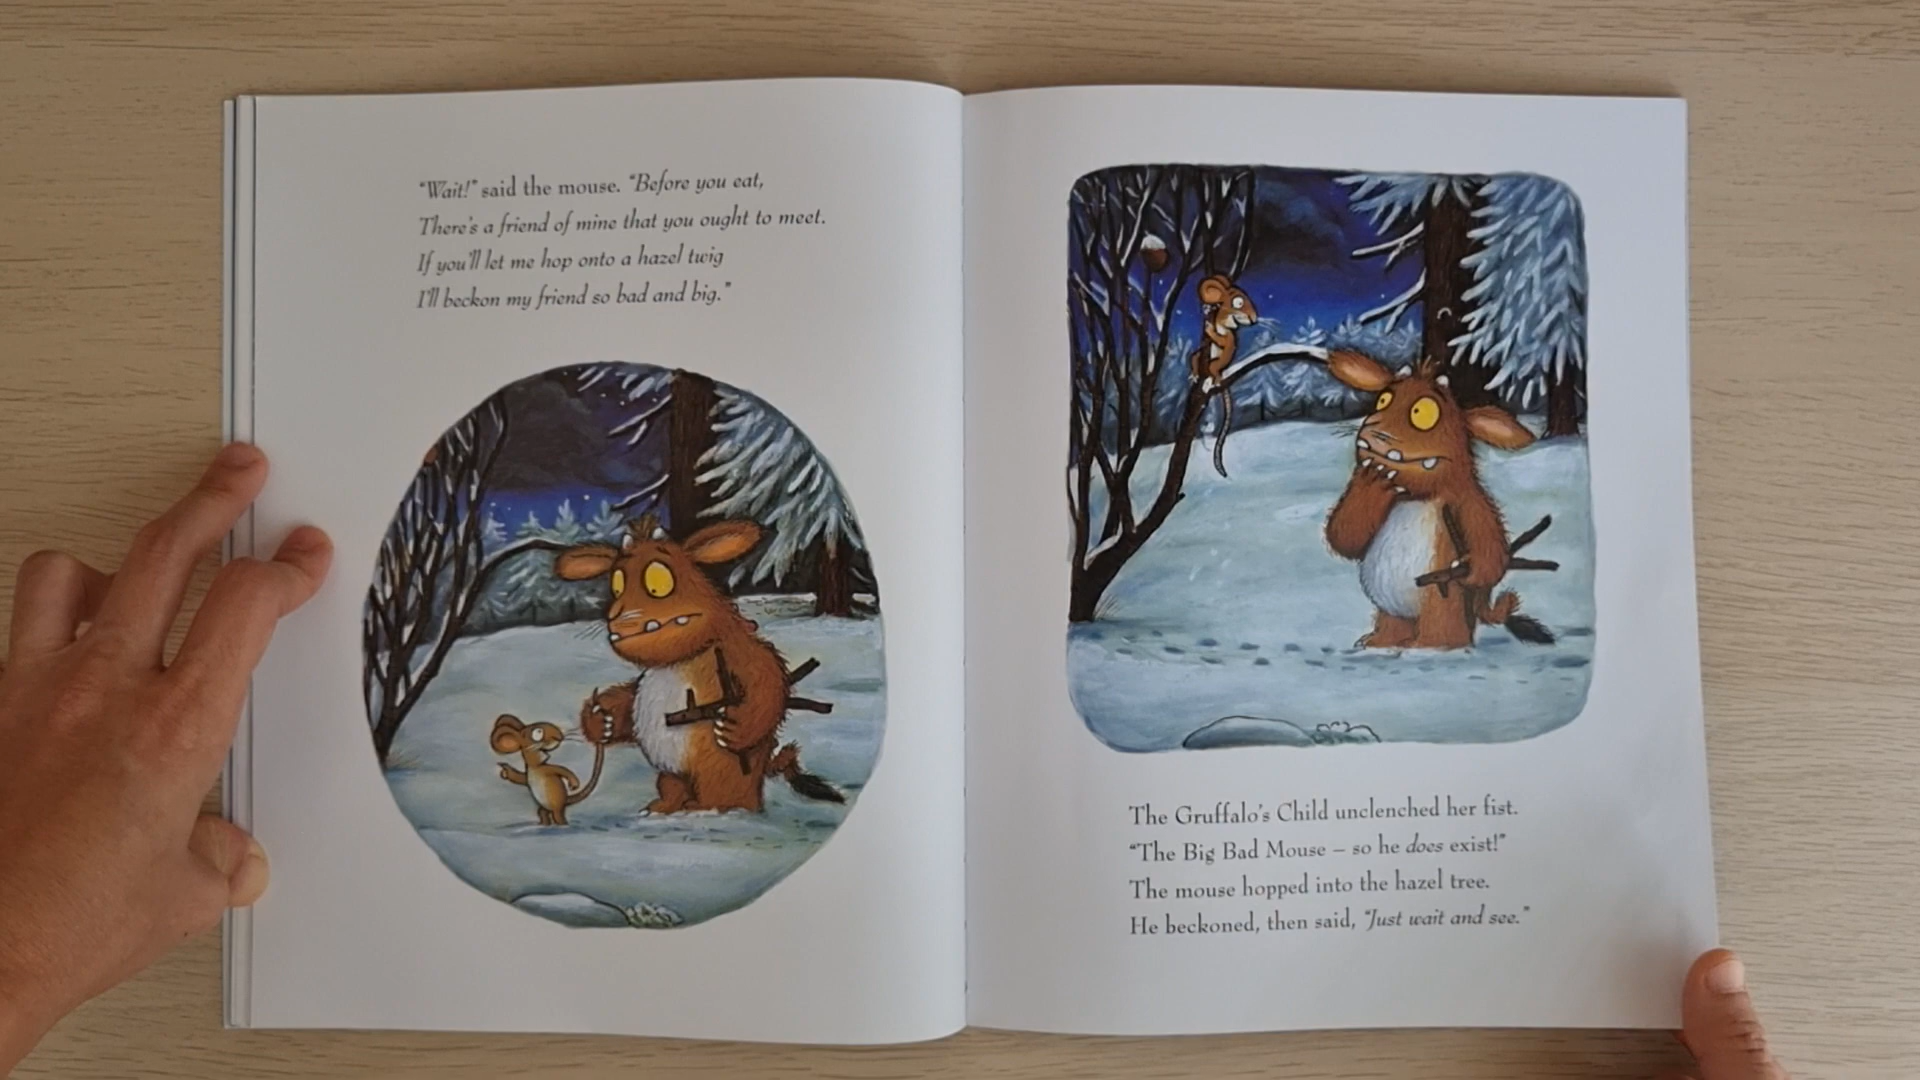 “Wait!” said the mouse. “Before you eat,
There’s a friend of mine that you ought to meet.
If you’ll let me hop onto a hazel twig
I’ll beckon my friend so bad and big.”
The Gruffalo’s Child unclenched her fist.
“The Big Bad Mouse – so he does exist!”
The mouse hopped into the hazel tree.
He beckoned, then said, “Just wait and see.”